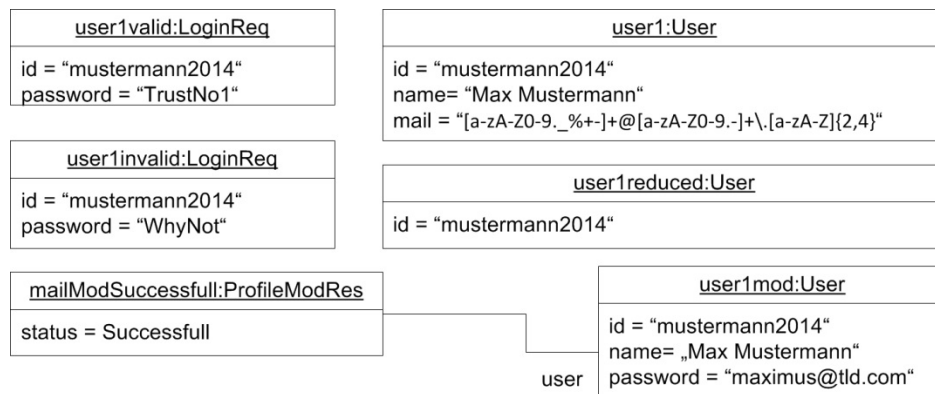 user1valid:LoginReq
id = “mustermann2014“
password = “TrustNo1“
user1:User
id = “mustermann2014“
name= “Max Mustermann“
mail = “[a-zA-Z0-9._%+-]+@[a-zA-Z0-9.-]+\.[a-zA-Z]{2,4}“
user1invalid:LoginReq
id = “mustermann2014“
password = “WhyNot“
user1reduced:User
id = “mustermann2014“
mailModSuccessfull:ProfileModRes
status = Successfull
user
user1mod:User
id = “mustermann2014“
name= „Max Mustermann“
password = “maximus@tld.com“